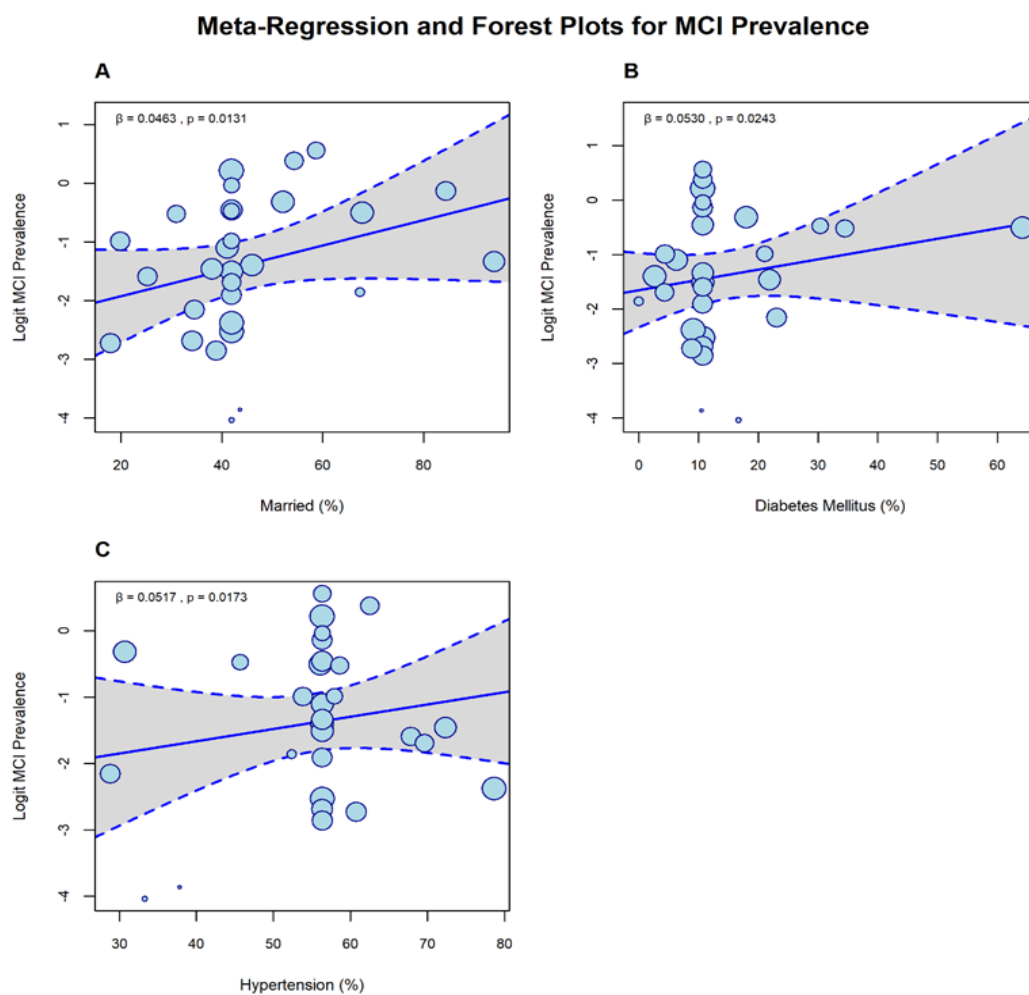 Meta-Regression and Forest Plots for MCI Prevalence
A
β = 0.0463 , p = 0.0131
Logit MCI Prevalence
1
0
-1
-2
-3
-4
20 40 60 80
Married (%)
B
β = 0.0530 , p = 0.0243
Logit MCI Prevalence
1
0
-1
-2
-3
-4
0 10 20 30 40 50 60
Diabetes Mellitus (%)
C
β = 0.0517 , p = 0.0173
Logit MCI Prevalence
0
-1
-2
-3
-4
30 40 50 60 70 80
Hypertension (%)